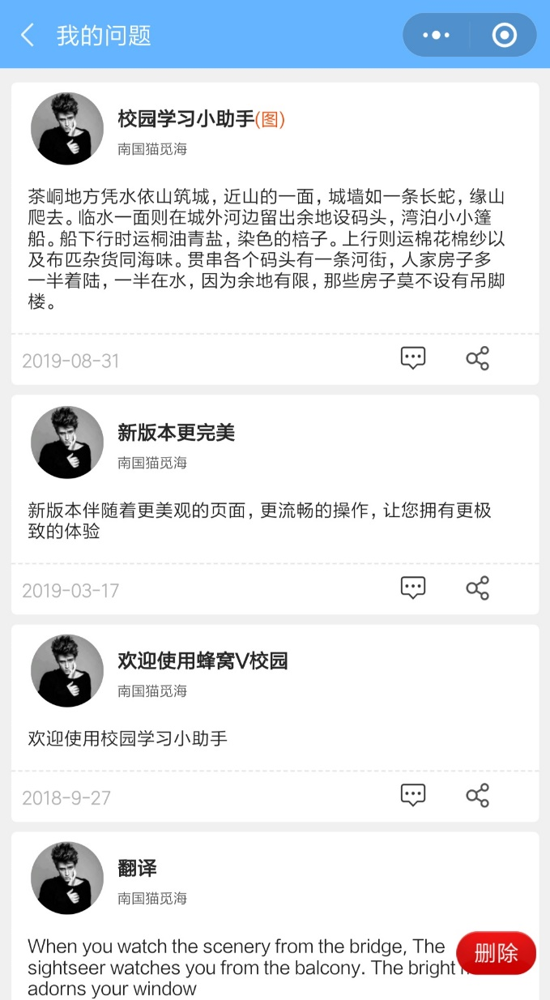 我的问题
校园学习小助手(图)
南国猫觅海
茶峒地方凭水依山筑城，近山的一面，城墙如一条长蛇，缘山
爬去。临水一面则在城外河边留出余地设码头，湾泊小小篷
船。船下行时运桐油青盐，染色的棓子。上行则运棉花棉纱以
及布匹杂货同海味。贯串各个码头有一条河街，人家房子多
一半着陆，一半在水，因为余地有限，那些房子莫不设有吊脚
楼。
2019-08-31
新版本更完美
南国猫觅海
新版本伴随着更美观的页面，更流畅的操作，让您拥有更极
致的体验
2019-03-17
欢迎使用蜂窝V校园
南国猫觅海
欢迎使用校园学习小助手
2018-9-27
翻译
南国猫觅海
When you watch the scenery from the bridge, The
sightseer watches you from the balcony. The bright
adorns your window
删除